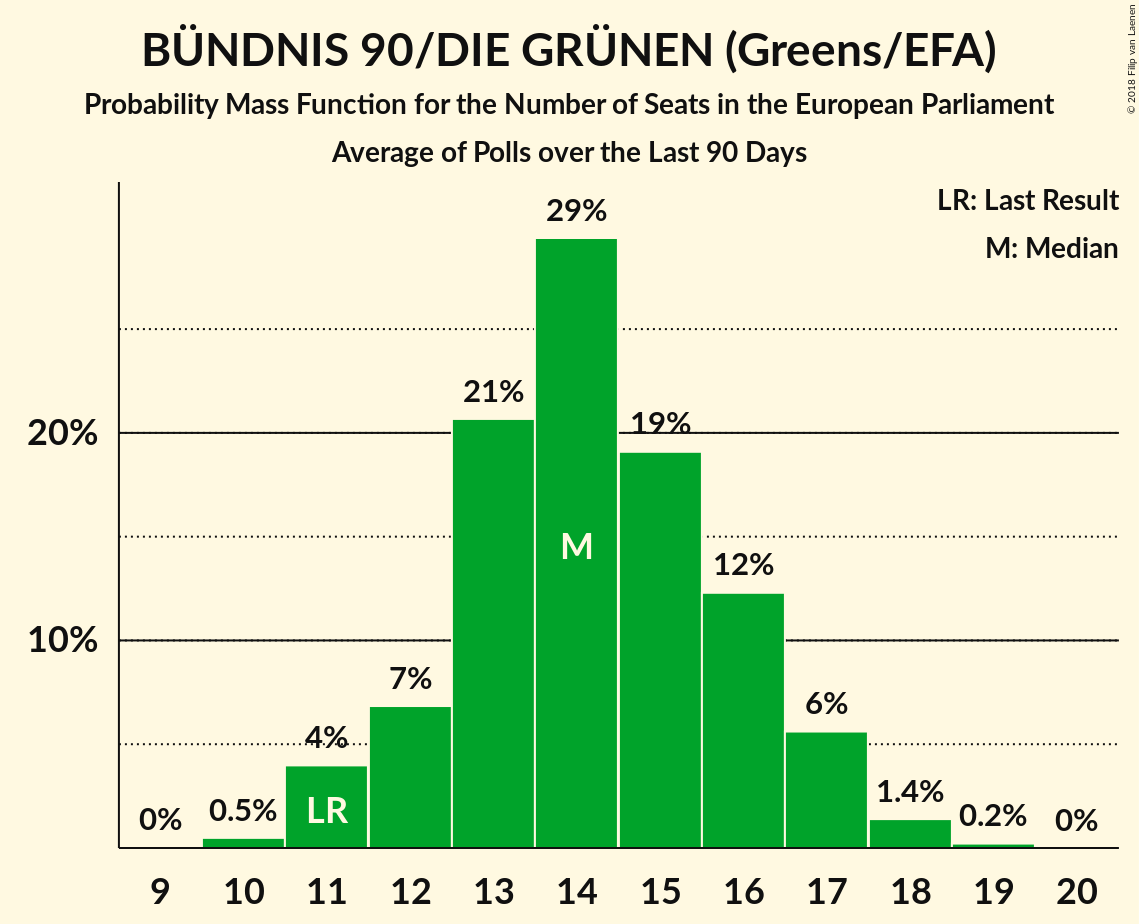 BÜNDNIS 90/DIE GRÜNEN (Greens/EFA)
Probability Mass Function for the Number of Seats in the European Parliament
Average of Polls over the Last 90 Days
© 2018 Filip van Laenen
LR: Last Result
M: Median
20%
10%
0%
0.5%
4%
7%
21%
29%
19%
12%
6%
1.4%
0.2%
0%
LR
M
9 10 11 12 13 14 15 16 17 18 19 20